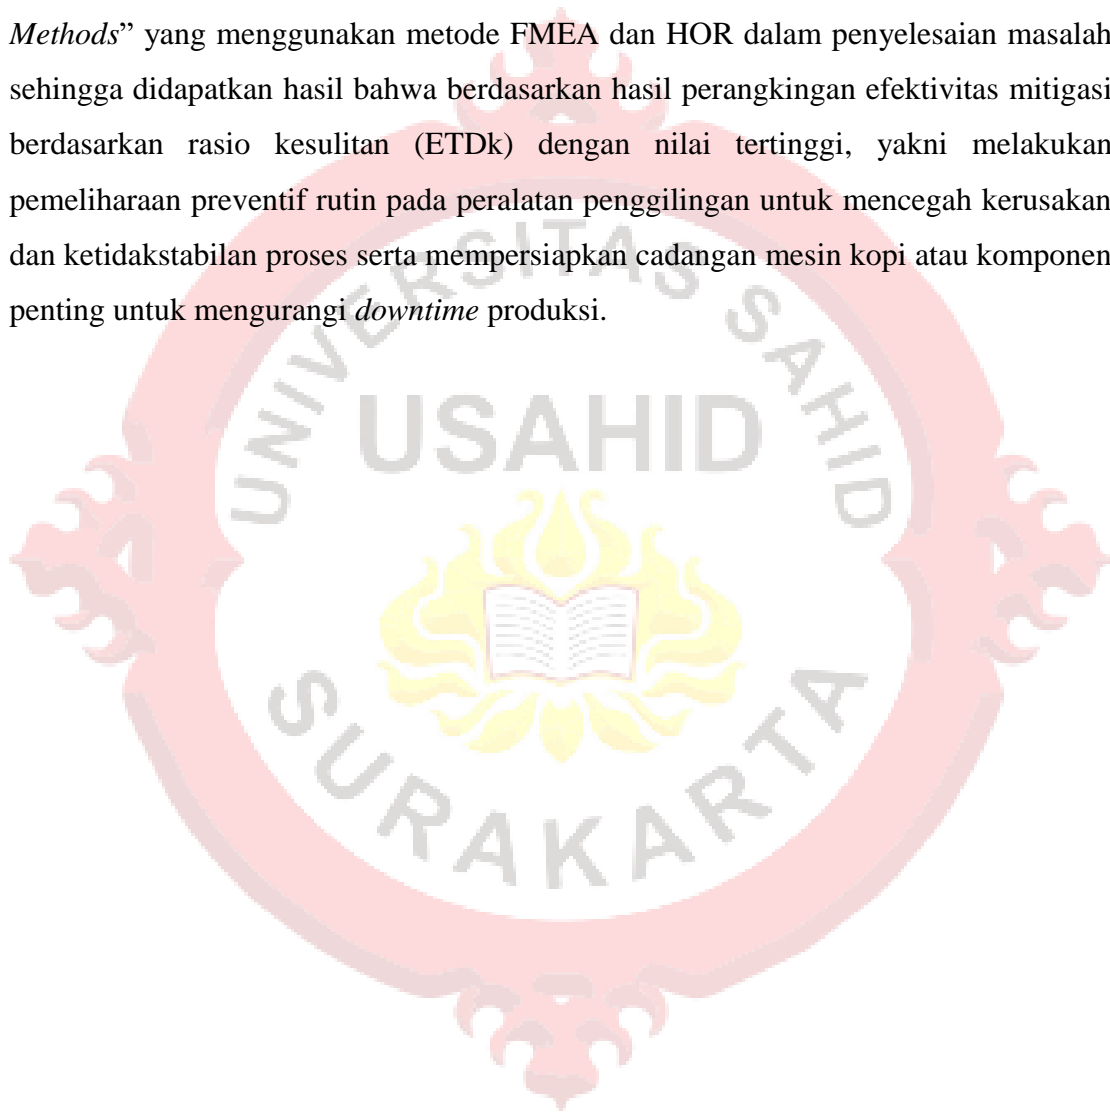 Methods” yang menggunakan metode FMEA dan HOR dalam penyelesaian masalah
sehingga didapatkan hasil bahwa berdasarkan hasil perangkingan efektivitas mitigasi
berdasarkan rasio kesulitan (ETDk) dengan nilai tertinggi, yakni melakukan
pemeliharaan preventif rutin pada peralatan penggilingan untuk mencegah kerusakan
dan ketidakstabilan proses serta mempersiapkan cadangan mesin kopi atau komponen
penting untuk mengurangi downtime produksi.
UNIVERSITAS SAHID
USAHID
SURAKARTA